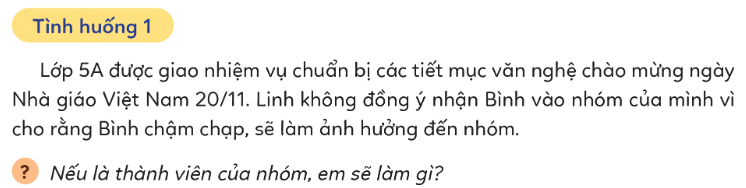 Tình huống 1
Lớp 5A được giao nhiệm vụ chuẩn bị các tiết mục văn nghệ chào mừng ngày
Nhà giáo Việt Nam 20/11. Linh không đồng ý nhận Bình vào nhóm của mình vì
cho rằng Bình chậm chạp, sẽ làm ảnh hưởng đến nhóm.
? Nếu là thành viên của nhóm, em sẽ làm gì?